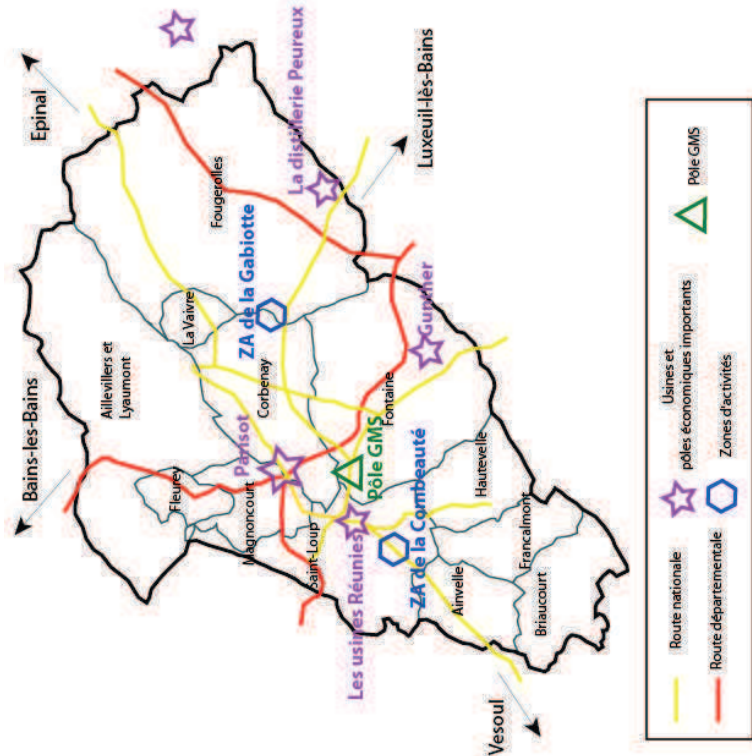 Bains-les-Bains
Epinal
Aillevillers et
Lyaumont
La Vaivre
Fougerolles
Fleurey
Parisot
Corbenay
ZA de la Gabiotte
La distillerie Peureux
Luxeuil-lès-Bains
Magnoncourt
Saint-Loup
Pôle GMS
Fontaine
Gunther
Les usines Réunies
ZA de la Combeauté
Hautevelle
Ainvelle
Francalmont
Briaucourt
Vesoul
Route nationale
Route départementale
Usines et
pôles économiques importants
Zones d'activités
Pôle GMS